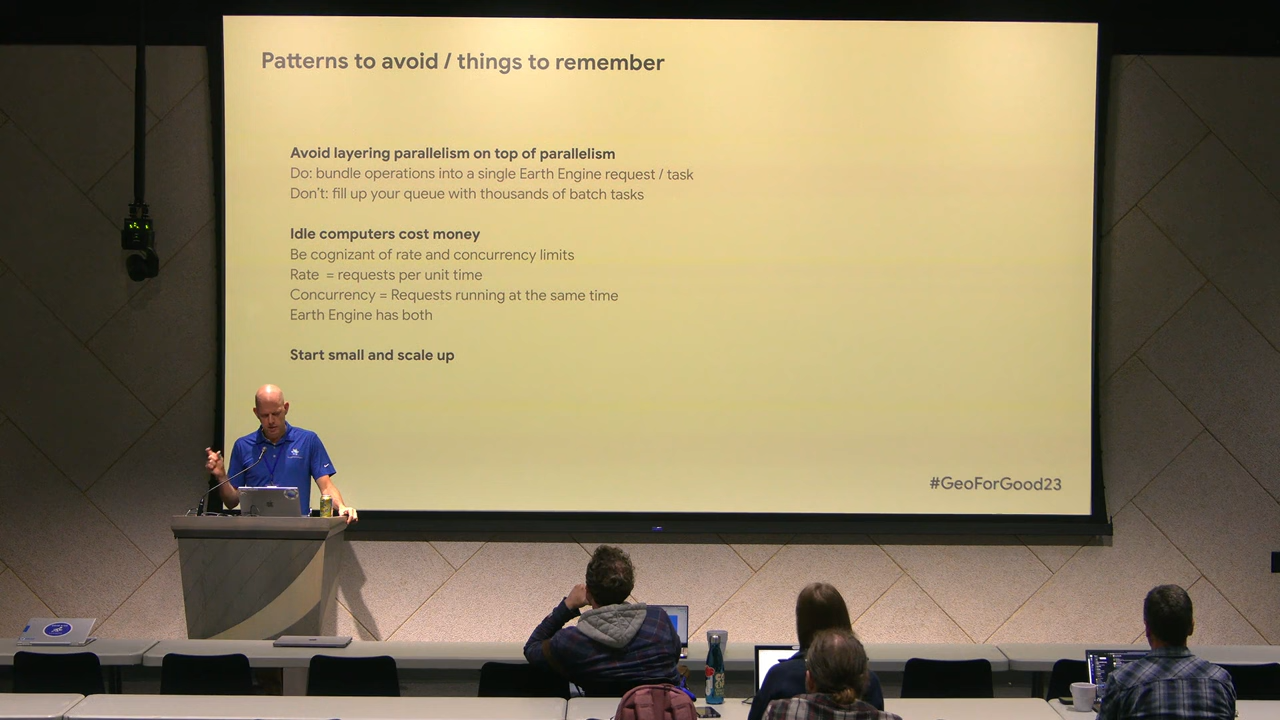 Patterns to avoid / things to remember
Avoid layering parallelism on top of parallelism
Do: bundle operations into a single Earth Engine request / task
Don't: fill up your queue with thousands of batch tasks
Idle computers cost money
Be cognizant of rate and concurrency limits
Rate  = requests per unit time
Concurrency = Requests running at the same time
Earth Engine has both
Start small and scale up
#GeoForGood23